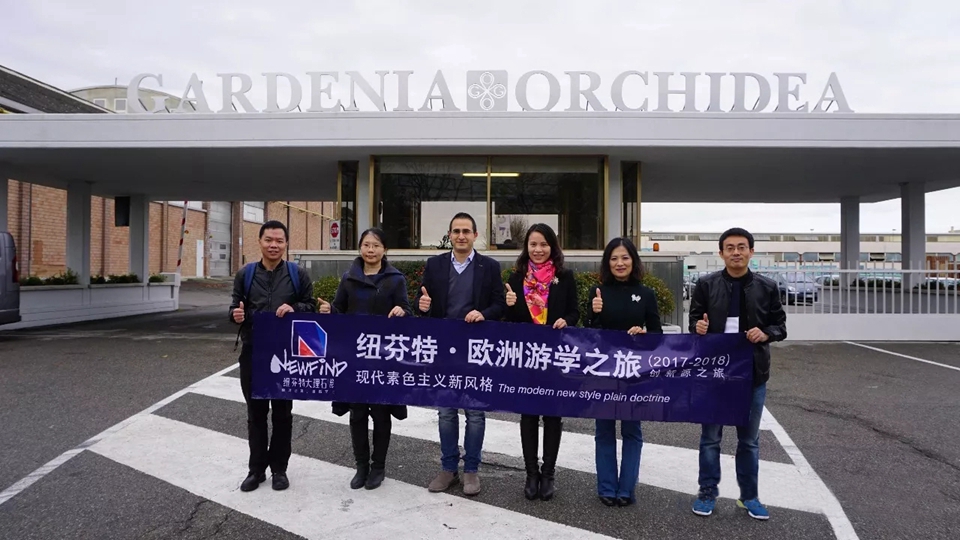 GARDENIA ORCHIDEA
NEWFIND
纽芬特大理石瓷
纽芬特·欧洲游学之旅(2017-2018)
创新源之旅
现代素色主义新风格 The modern new style plain doctrine